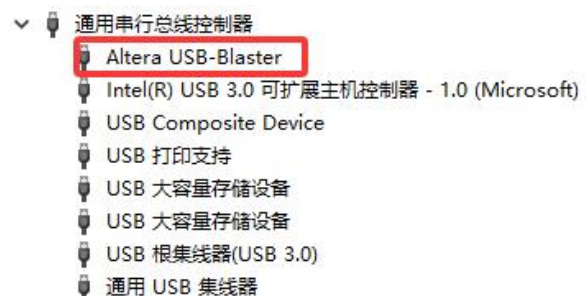 通用串行总线控制器
Altera USB-Blaster
Intel(R) USB 3.0 可扩展主机控制器 - 1.0 (Microsoft)
USB Composite Device
USB 打印支持
USB 大容量存储设备
USB 大容量存储设备
USB 根集线器(USB 3.0)
通用 USB 集线器